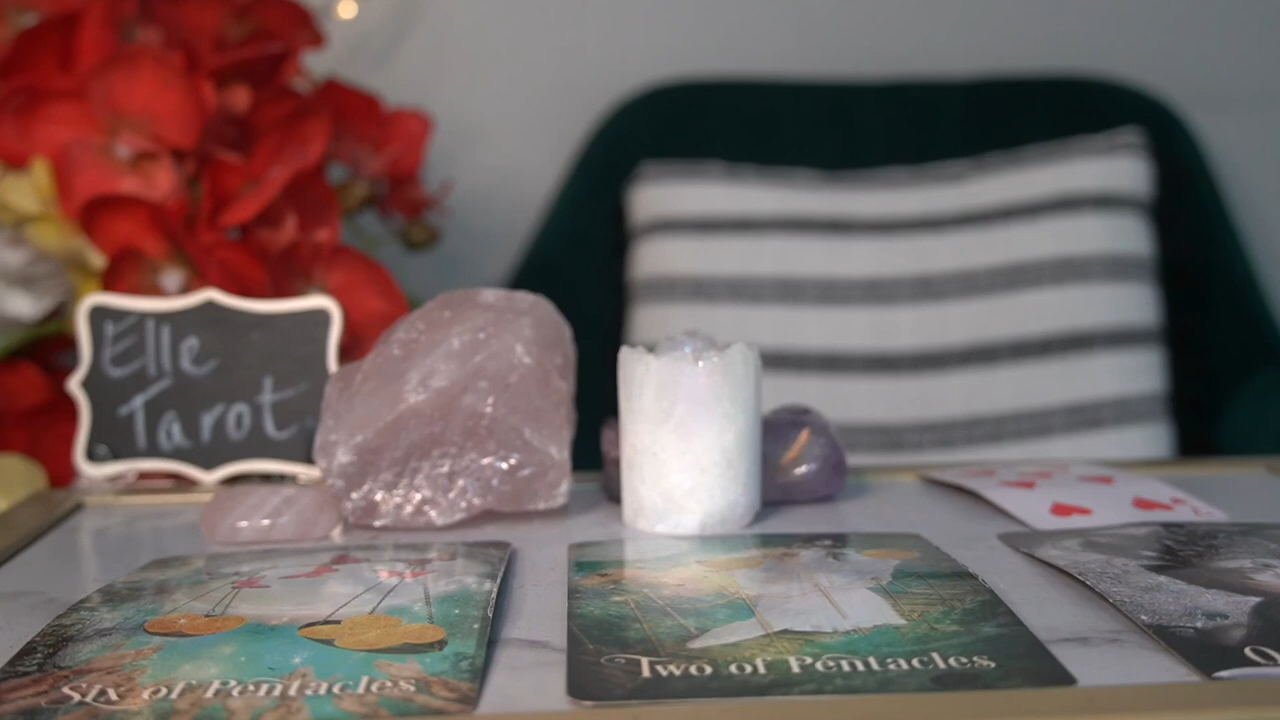 Elle
Tarot
Six of Pentacles
Two of Pentacles